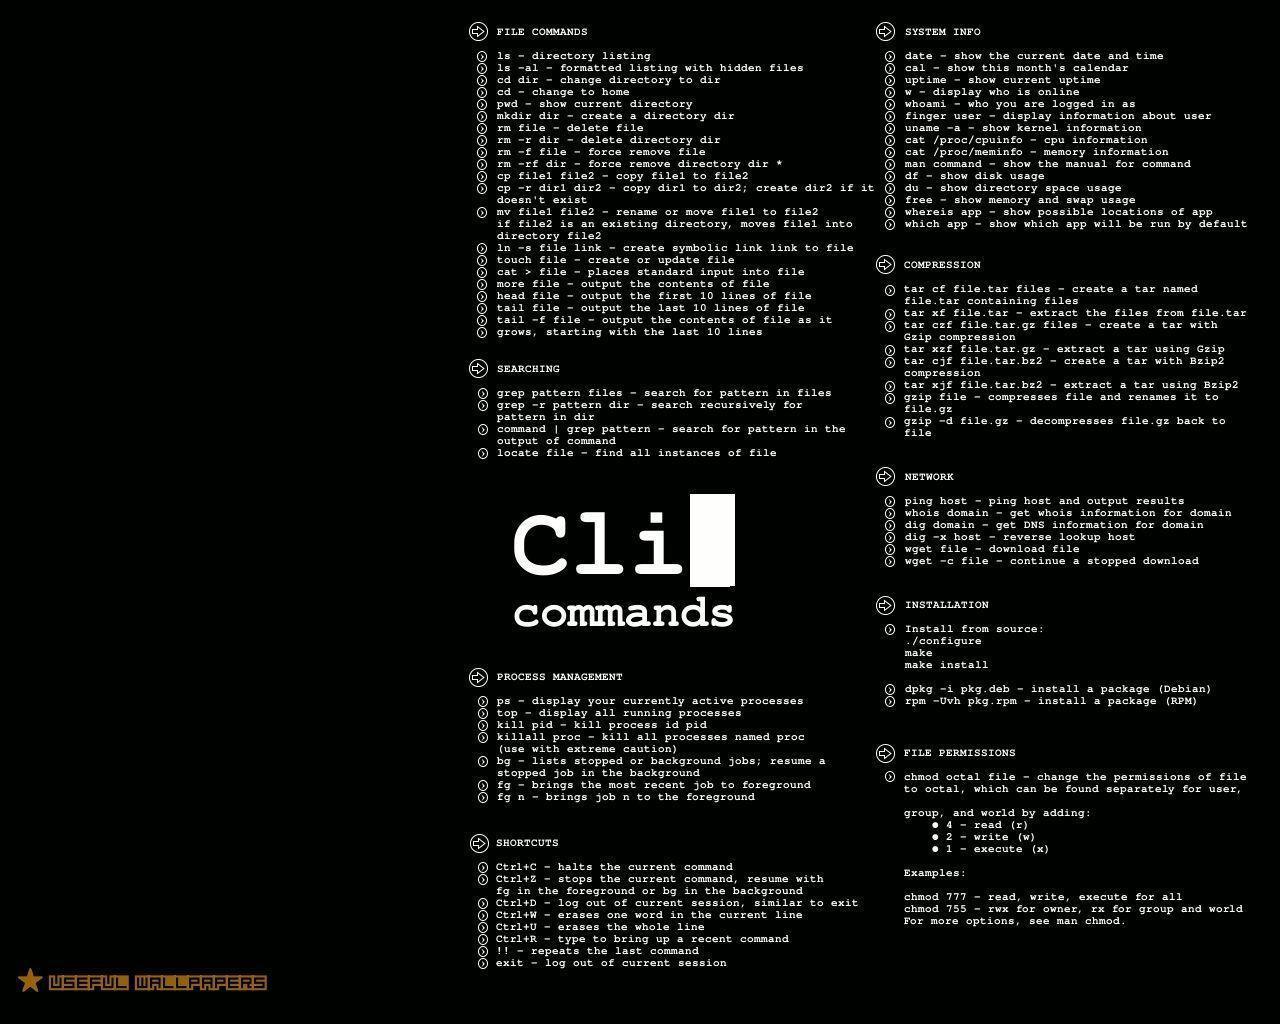 FILE COMMANDS
ls - directory listing
ls -al - formatted listing with hidden files
cd dir - change directory to dir
cd - change to home
pwd - show current directory
mkdir dir - create a directory dir
rm file - delete file
rm -r dir - delete directory dir
rm -f file - force remove file
rm -rf dir - force remove directory dir *
cp file1 file2 - copy file1 to file2
cp -r dir1 dir2 - copy dir1 to dir2; create dir2 if it
doesn't exist
mv file1 file2 - rename or move file1 to file2
if file2 is an existing directory, moves file1 into
directory file2
ln -s file link - create symbolic link link to file
touch file - create or update file
cat > file - places standard input into file
more file - output the contents of file
head file - output the first 10 lines of file
tail file - output the last 10 lines of file
tail -f file - output the contents of file as it
grows, starting with the last 10 lines
SEARCHING
grep pattern files - search for pattern in files
grep -r pattern dir - search recursively for
pattern in dir
command | grep pattern - search for pattern in the
output of command
locate file - find all instances of file
Cli
commands
PROCESS MANAGEMENT
ps - display your currently active processes
top - display all running processes
kill pid - kill process id pid
killall proc - kill all processes named proc
(use with extreme caution)
bg - lists stopped or background jobs; resume a
stopped job in the background
fg - brings the most recent job to foreground
fg n - brings job n to the foreground
SHORTCUTS
Ctrl+C - halts the current command
Ctrl+Z - stops the current command, resume with
fg in the foreground or bg in the background
Ctrl+D - log out of current session, similar to exit
Ctrl+W - erases one word in the current line
Ctrl+U - erases the whole line
Ctrl+R - type to bring up a recent command
!! - repeats the last command
exit - log out of current session
SYSTEM INFO
date - show the current date and time
cal - show this month's calendar
uptime - show current uptime
w - display who is online
whoami - who you are logged in as
finger user - display information about user
uname -a - show kernel information
cat /proc/cpuinfo - cpu information
cat /proc/meminfo - memory information
man command - show the manual for command
df - show disk usage
du - show directory space usage
free - show memory and swap usage
whereis app - show possible locations of app
which app - show which app will be run by default
COMPRESSION
tar cf file.tar files - create a tar named
file.tar containing files
tar xf file.tar - extract the files from file.tar
tar czf file.tar.gz files - create a tar with
Gzip compression
tar xzf file.tar.gz - extract a tar using Gzip
tar cjf file.tar.bz2 - create a tar with Bzip2
compression
tar xjf file.tar.bz2 - extract a tar using Bzip2
gzip file - compresses file and renames it to
file.gz
gzip -d file.gz - decompresses file.gz back to
file
NETWORK
ping host - ping host and output results
whois domain - get whois information for domain
dig domain - get DNS information for domain
dig -x host - reverse lookup host
wget file - download file
wget -c file - continue a stopped download
INSTALLATION
Install from source:
./configure
make
make install
dpkg -i pkg.deb - install a package (Debian)
rpm -Uvh pkg.rpm - install a package (RPM)
FILE PERMISSIONS
chmod octal file - change the permissions of file
to octal, which can be found separately for user,
group, and world by adding:
● 4 - read (r)
● 2 - write (w)
● 1 - execute (x)
Examples:
chmod 777 - read, write, execute for all
chmod 755 - rwx for owner, rx for group and world
For more options, see man chmod.
USEFUL WALLPAPERS